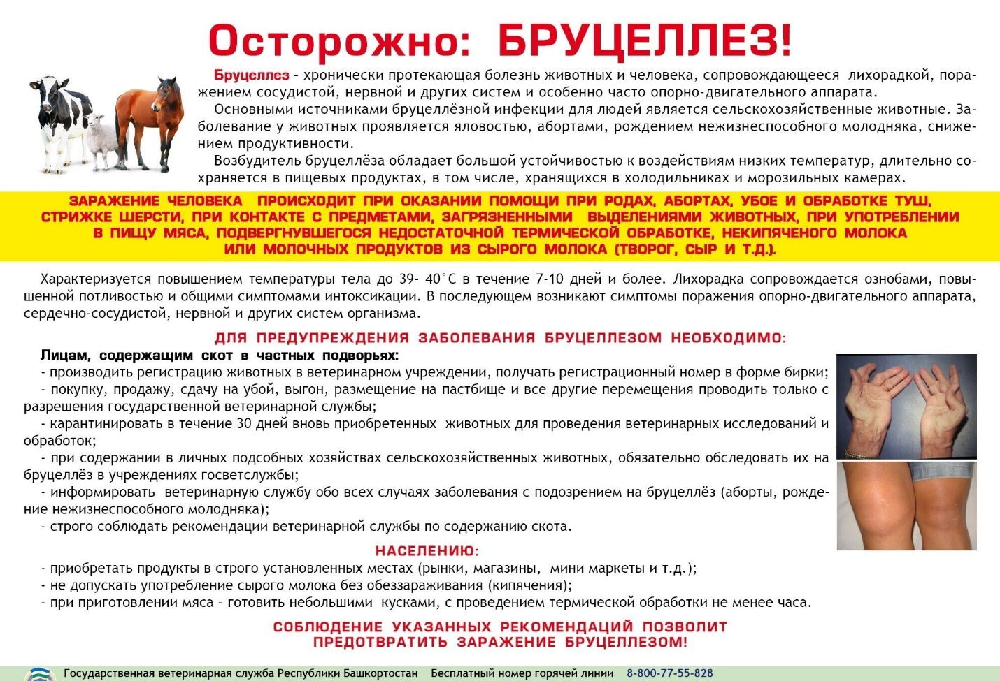 Осторожно: БРУЦЕЛЛЕЗ!
Бруцеллез - хронически протекающая болезнь животных и человека, сопровождающееся лихорадкой, пора-
жением сосудистой, нервной и других систем и особенно часто опорно-двигательного аппарата.
Основными источниками бруцеллёзной инфекции для людей является сельскохозяйственные животные. За-
болевание у животных проявляется яловостью, абортами, рождением нежизнеспособного молодняка, сниже-
нием продуктивности.
Возбудитель бруцеллёза обладает большой устойчивостью к воздействиям низких температур, длительно со-
храняется в пищевых продуктах, в том числе, хранящихся в холодильниках и морозильных камерах.
ЗАРАЖЕНИЕ ЧЕЛОВЕКА ПРОИСХОДИТ ПРИ ОКАЗАНИИ ПОМОЩИ ПРИ РОДАХ, АБОРТАХ, УБОЕ И ОБРАБОТКЕ ТУШ,
СТРИЖКЕ ШЕРСТИ, ПРИ КОНТАКТЕ С ПРЕДМЕТАМИ, ЗАГРЯЗНЕННЫМИ ВЫДЕЛЕНИЯМИ ЖИВОТНЫХ, ПРИ УПОТРЕБЛЕНИИ
В ПИЩУ МЯСА, ПОДВЕРГНУВШЕГОСЯ НЕДОСТАТОЧНОЙ ТЕРМИЧЕСКОЙ ОБРАБОТКЕ, НЕКИПЯЧЕНОГО МОЛОКА
ИЛИ МОЛОЧНЫХ ПРОДУКТОВ ИЗ СЫРОГО МОЛОКА (ТВОРОГ, СЫР И Т.Д.).
Характеризуется повышением температуры тела до 39- 40°С в течение 7-10 дней и более. Лихорадка сопровождается ознобами, повы-
шенной потливостью и общими симптомами интоксикации. В последующем возникают симптомы поражения опорно-двигательного аппарата,
сердечно-сосудистой, нервной и других систем организма.
ДЛЯ ПРЕДУПРЕЖДЕНИЯ ЗАБОЛЕВАНИЯ БРУЦЕЛЛЕЗОМ НЕОБХОДИМО:
Лицам, содержащим скот в частных подворьях:
- производить регистрацию животных в ветеринарном учреждении, получать регистрационный номер в форме бирки;
- покупку, продажу, сдачу на убой, выгон, размещение на пастбище и все другие перемещения проводить только с
разрешения государственной ветеринарной службы;
- карантинировать в течение 30 дней вновь приобретенных животных для проведения ветеринарных исследований и
обработок;
- при содержании в личных подсобных хозяйствах сельскохозяйственных животных, обязательно обследовать их на
бруцеллёз в учреждениях госветслужбы;
- информировать ветеринарную службу обо всех случаях заболевания с подозрением на бруцеллёз (аборты, рожде-
ние нежизнеспособного молодняка);
- строго соблюдать рекомендации ветеринарной службы по содержанию скота.
НАСЕЛЕНИЮ:
- приобретать продукты в строго установленных местах (рынки, магазины, мини маркеты и т.д.);
- не допускать употребление сырого молока без обеззараживания (кипячения);
- при приготовлении мяса - готовить небольшими кусками, с проведением термической обработки не менее часа.
СОБЛЮДЕНИЕ УКАЗАННЫХ РЕКОМЕНДАЦИЙ ПОЗВОЛИТ
ПРЕДОТВРАТИТЬ ЗАРАЖЕНИЕ БРУЦЕЛЛЕЗОМ!
Государственная ветеринарная служба Республики Башкортостан Бесплатный номер горячей линии 8-800-77-55-828